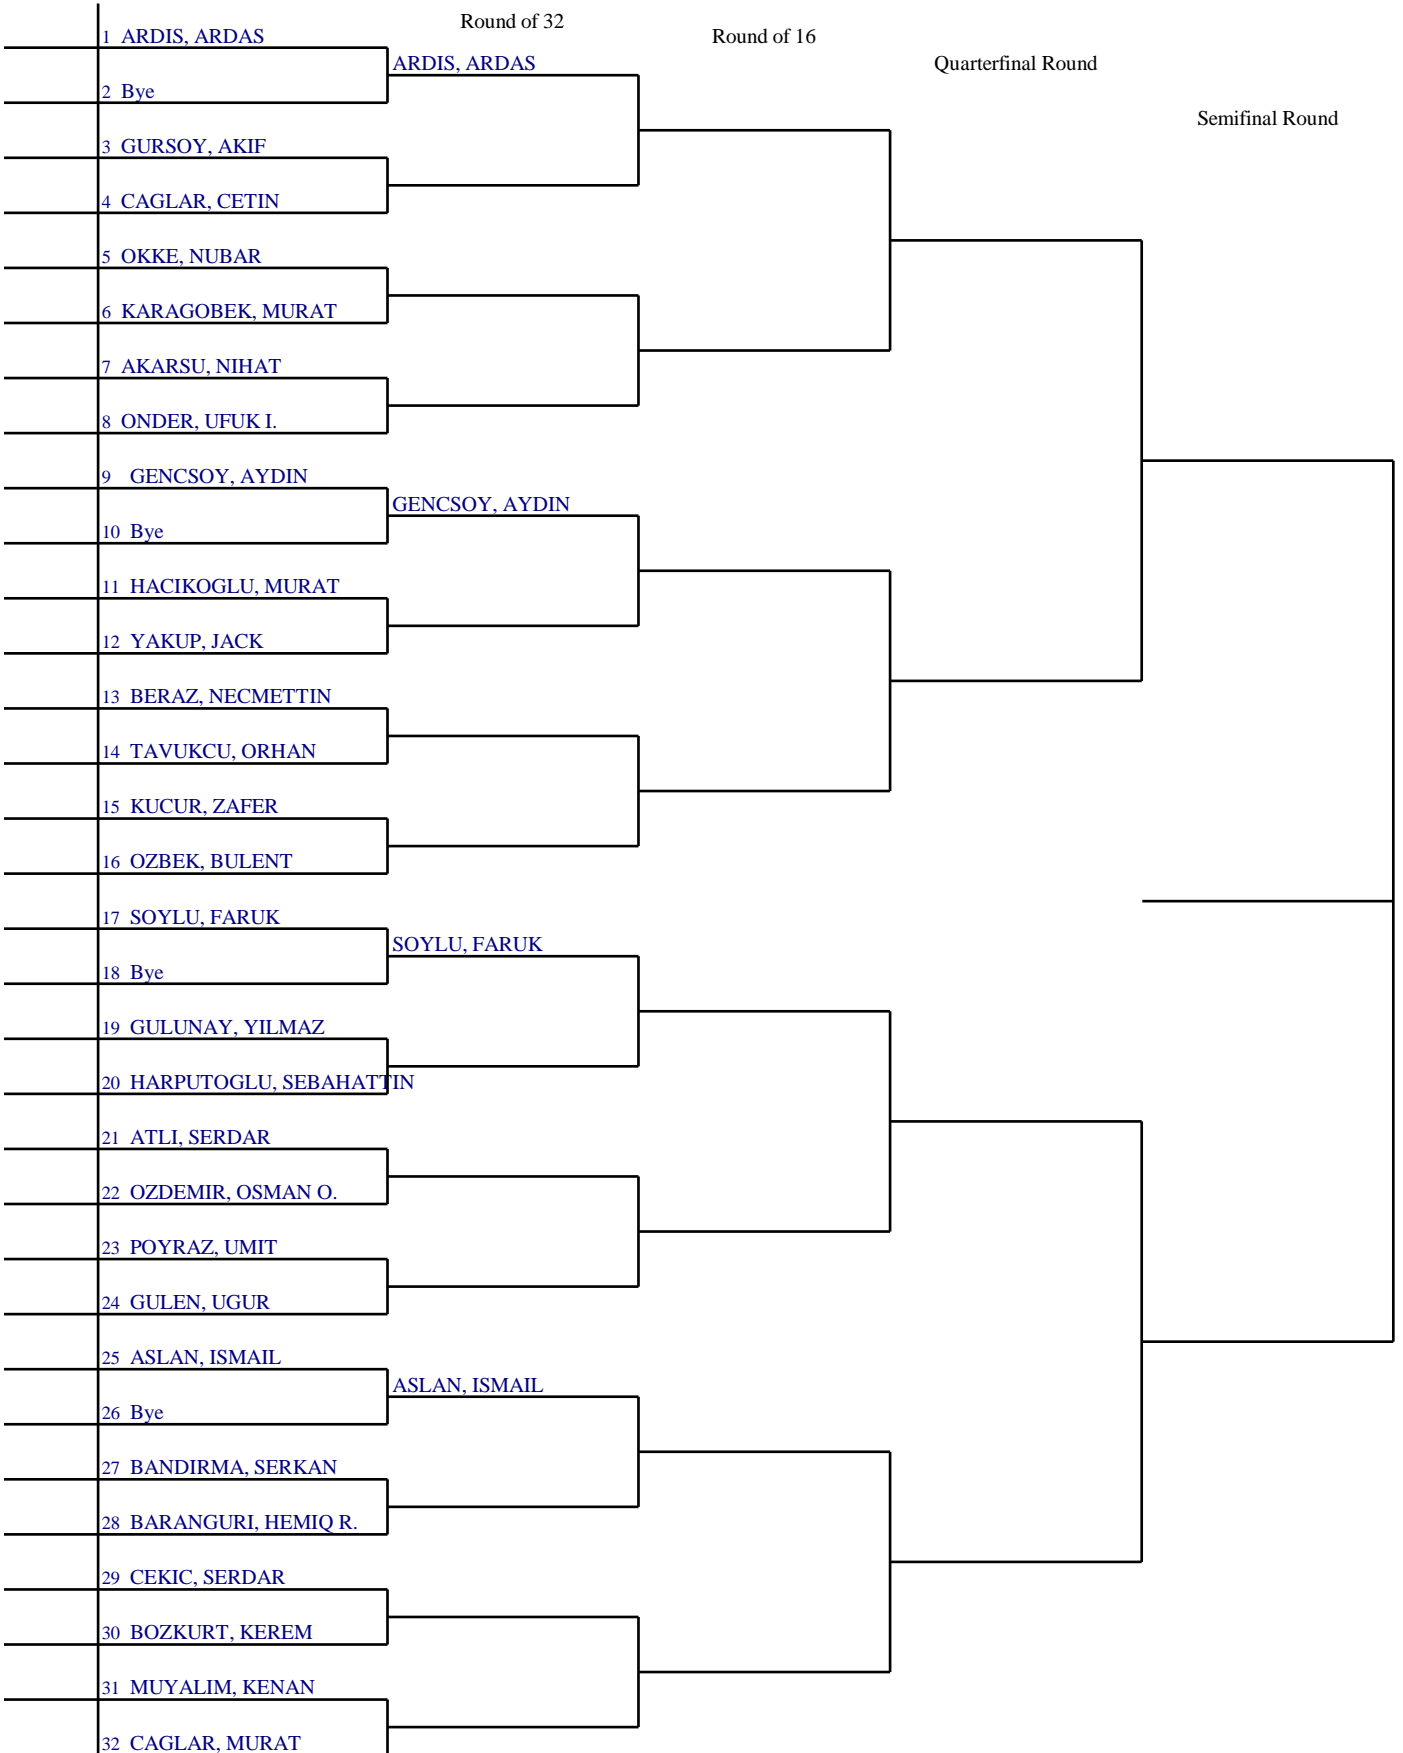 Round of 32
Round of 16
Quarterfinal Round
Semifinal Round
1 ARDIS, ARDAS
ARDIS, ARDAS
2 Bye
3 GURSOY, AKIF
4 CAGLAR, CETIN
5 OKKE, NUBAR
6 KARAGOBEK, MURAT
7 AKARSU, NIHAT
8 ONDER, UFUK I.
9 GENCSOY, AYDIN
GENCSOY, AYDIN
10 Bye
11 HACIKOGLU, MURAT
12 YAKUP, JACK
13 BERAZ, NECMETTIN
14 TAVUKCU, ORHAN
15 KUCUR, ZAFER
16 OZBEK, BULENT
17 SOYLU, FARUK
SOYLU, FARUK
18 Bye
19 GULUNAY, YILMAZ
20 HARPUTOGLU, SEBAHATTIN
21 ATLI, SERDAR
22 OZDEMIR, OSMAN O.
23 POYRAZ, UMIT
24 GULEN, UGUR
25 ASLAN, ISMAIL
ASLAN, ISMAIL
26 Bye
27 BANDIRMA, SERKAN
28 BARANGURI, HEMIQ R.
29 CEKIC, SERDAR
30 BOZKURT, KEREM
31 MUYALIM, KENAN
32 CAGLAR, MURAT